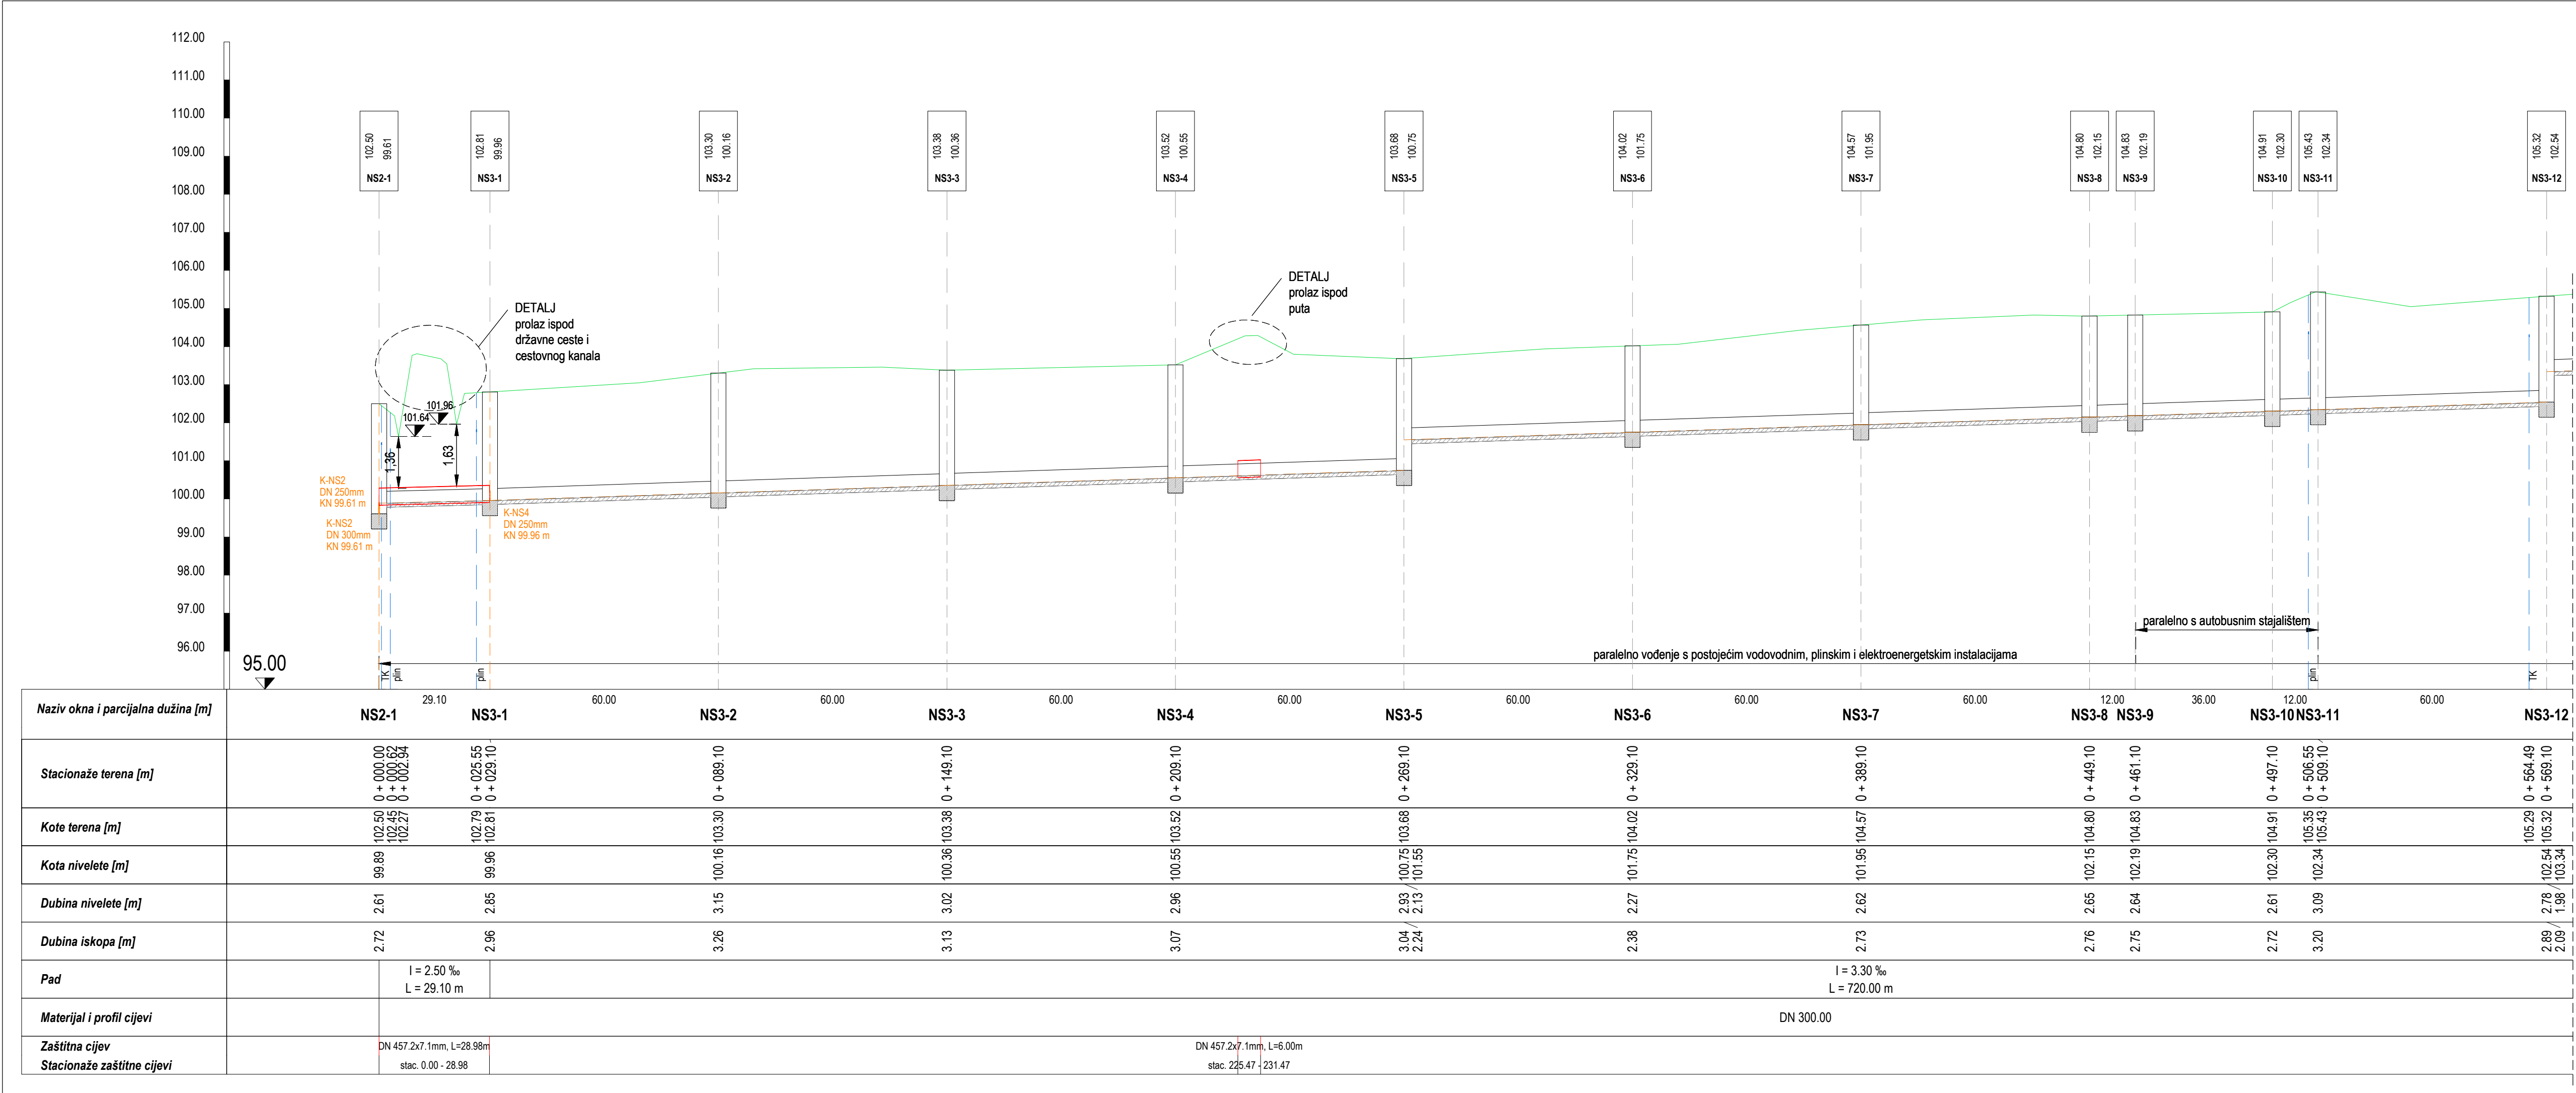 112.00
111.00
110.00
109.00
108.00
107.00
106.00
105.00
104.00
103.00
102.00
101.00
100.00
99.00
98.00
97.00
96.00
95.00
102.50
99.61
NS2-1
102.81
99.96
NS3-1
103.30
100.16
NS3-2
103.38
100.36
NS3-3
103.52
100.55
NS3-4
103.68
100.75
NS3-5
104.02
101.75
NS3-6
104.57
101.95
NS3-7
104.80
102.15
NS3-8
104.83
102.19
NS3-9
104.91
102.30
NS3-10
105.43
102.34
NS3-11
105.32
102.54
NS3-12
DETALJ
prolaz ispod
državne ceste i
cestovnog kanala
DETALJ
prolaz ispod
puta
101.64
101.96
1,36
1,63
K-NS2
DN 250mm
KN 99.61 m
K-NS2
DN 300mm
KN 99.61 m
K-NS4
DN 250mm
KN 99.96 m
paralelno s autobusnim stajalištem
paralelno vođenje s postojećim vodovodnim, plinskim i elektroenergetskim instalacijama
TK
plin
plin
plin
TK
Naziv okna i parcijalna dužina [m]
29.10 60.00 60.00 60.00 60.00 60.00 60.00 60.00 12.00 36.00 12.00 60.00
NS2-1 NS3-1 NS3-2 NS3-3 NS3-4 NS3-5 NS3-6 NS3-7 NS3-8 NS3-9 NS3-10 NS3-11 NS3-12
Stacionaže terena [m]
0 + 000.00
0 + 000.62
0 + 002.94
0 + 025.55
0 + 029.10
0 + 089.10
0 + 149.10
0 + 209.10
0 + 269.10
0 + 329.10
0 + 389.10
0 + 449.10
0 + 461.10
0 + 497.10
0 + 506.55
0 + 509.10
0 + 564.49
0 + 569.10
Kote terena [m]
102.50
102.45
102.27
102.79
102.81
103.30
103.38
103.52
103.68
104.02
104.57
104.80
104.83
104.91
105.35
105.43
105.29
105.32
Kota nivelete [m]
99.89
99.96
100.16
100.36
100.55
100.75
101.55
101.75
101.95
102.15
102.19
102.30
102.34
102.54
103.34
Dubina nivelete [m]
2.61
2.85
3.15
3.02
2.96
2.93
2.13
2.27
2.62
2.65
2.64
2.61
3.09
2.78
1.98
Dubina iskopa [m]
2.72
2.96
3.26
3.13
3.07
3.04
2.24
2.38
2.73
2.76
2.75
2.72
3.20
2.89
2.09
Pad
I = 2.50 ‰
L = 29.10 m
I = 3.30 ‰
L = 720.00 m
Materijal i profil cijevi
DN 300.00
Zaštitna cijev
DN 457.2x7.1mm, L=28.98m
DN 457.2x7.1mm, L=6.00m
Stacionaže zaštitne cijevi
stac. 0.00 - 28.98
stac. 225.47 - 231.47